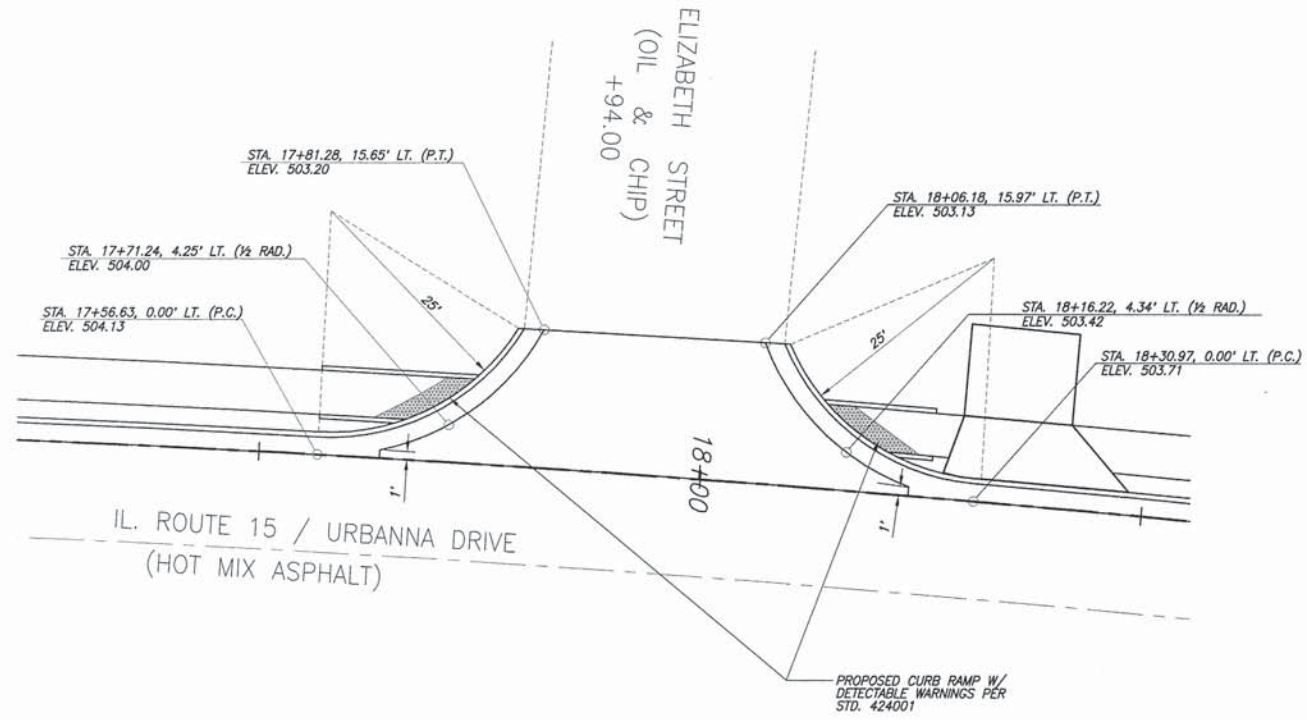 ELIZABETH STREET
(OIL & CHIP)
+94.00
STA. 17+81.28, 15.65' LT. (P.T.)
ELEV. 503.20
STA. 17+71.24, 4.25' LT. (½ RAD.)
ELEV. 504.00
STA. 17+56.63, 0.00' LT. (P.C.)
ELEV. 504.13
25'
STA. 18+06.18, 15.97' LT. (P.T.)
ELEV. 503.13
STA. 18+16.22, 4.34' LT. (½ RAD.)
ELEV. 503.42
25'
STA. 18+30.97, 0.00' LT. (P.C.)
ELEV. 503.71
18+00
1'
1'
IL. ROUTE 15 / URBANNA DRIVE
(HOT MIX ASPHALT)
PROPOSED CURB RAMP W/
DETECTABLE WARNINGS PER
STD. 424001